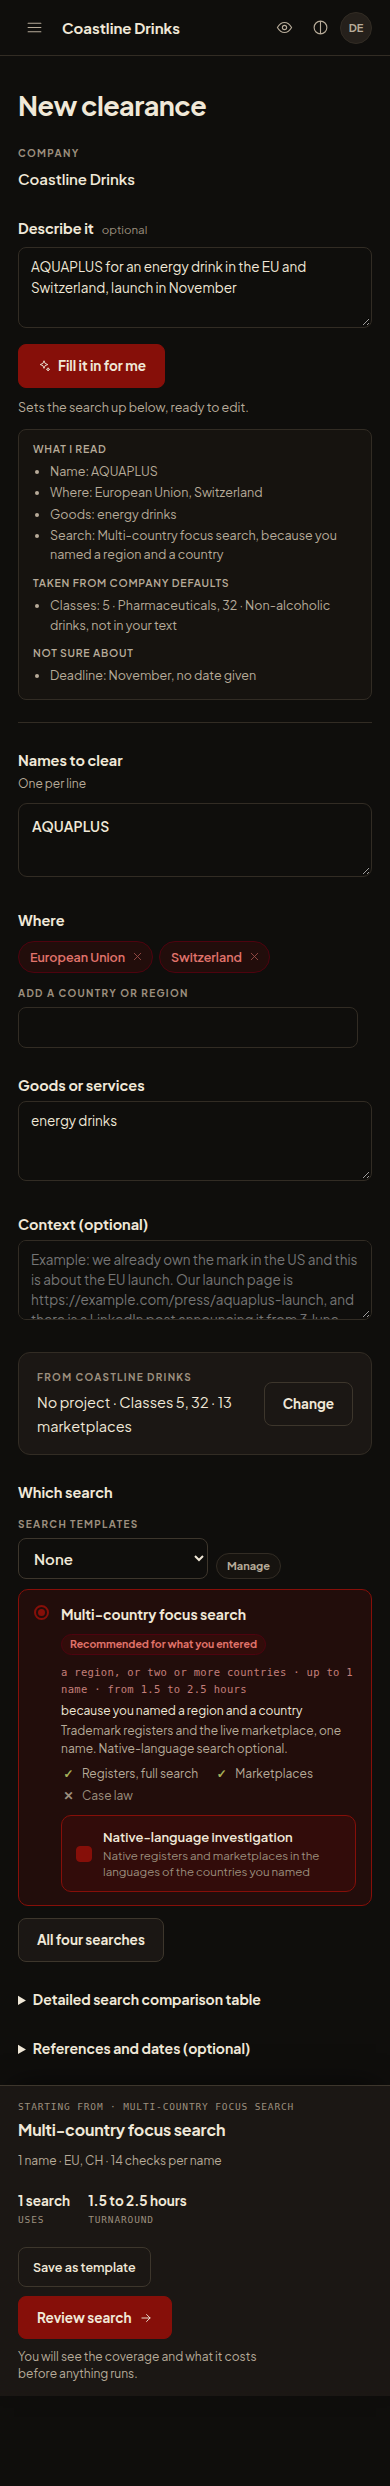 Coastline Drinks
DE
New clearance
COMPANY
Coastline Drinks
Describe it optional
AQUAPLUS for an energy drink in the EU and
Switzerland, launch in November
Fill it in for me
Sets the search up below, ready to edit.
WHAT I READ
• Name: AQUAPLUS
• Where: European Union, Switzerland
• Goods: energy drinks
• Search: Multi-country focus search, because you
named a region and a country
TAKEN FROM COMPANY DEFAULTS
• Classes: 5 · Pharmaceuticals, 32 · Non-alcoholic
drinks, not in your text
NOT SURE ABOUT
• Deadline: November, no date given
Names to clear
One per line
AQUAPLUS
Where
European Union ×
Switzerland ×
ADD A COUNTRY OR REGION
Goods or services
energy drinks
Context (optional)
Example: we already own the mark in the US and this
is about the EU launch. Our launch page is
https://example.com/press/aquaplus-launch, and
there is a LinkedIn post announcing it from 3 June.
FROM COASTLINE DRINKS
No project · Classes 5, 32 · 13
marketplaces
Change
Which search
SEARCH TEMPLATES
None
Manage
Multi-country focus search
Recommended for what you entered
a region, or two or more countries · up to 1
name · from 1.5 to 2.5 hours
because you named a region and a country
Trademark registers and the live marketplace, one
name. Native-language search optional.
✓ Registers, full search ✓ Marketplaces
✕ Case law
Native-language investigation
Native registers and marketplaces in the
languages of the countries you named
All four searches
▶ Detailed search comparison table
▶ References and dates (optional)
STARTING FROM · MULTI-COUNTRY FOCUS SEARCH
Multi-country focus search
1 name · EU, CH · 14 checks per name
1 search 1.5 to 2.5 hours
USES TURNAROUND
Save as template
Review search →
You will see the coverage and what it costs
before anything runs.